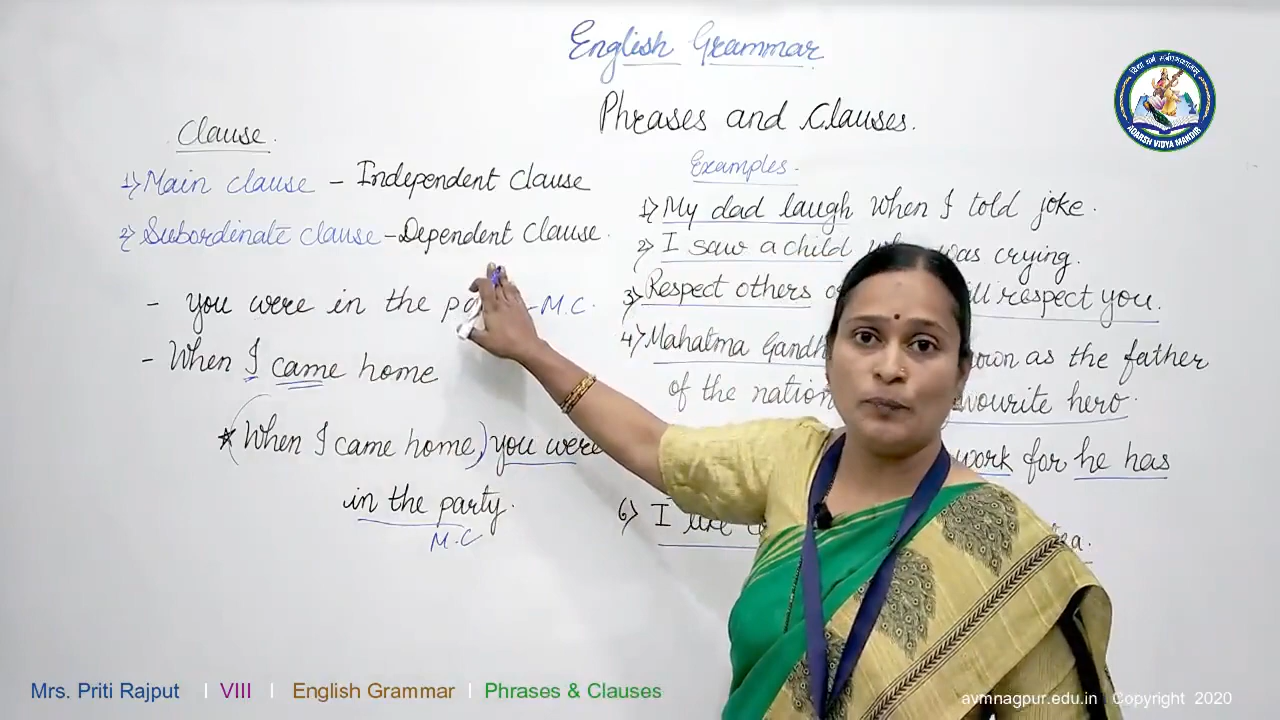 English Grammar
Phrases and Clauses.
Clause.
1) Main clause - Independent Clause
2) Subordinate clause - Dependent Clause.
- you were in the - M.C.
- When I came home
* (When I came home,) you were
in the party.
M.C
Examples.
1) My dad laugh when I told joke.
2) I saw a child was crying.
3) Respect others respect you.
4) Mahatma as the father
of the nation hero.
work for he has
6) I
ADARSH VIDYA MANDIR
Mrs. Priti Rajput | VIII | English Grammar | Phrases & Clauses
avmnagpur.edu.in | Copyright 2020